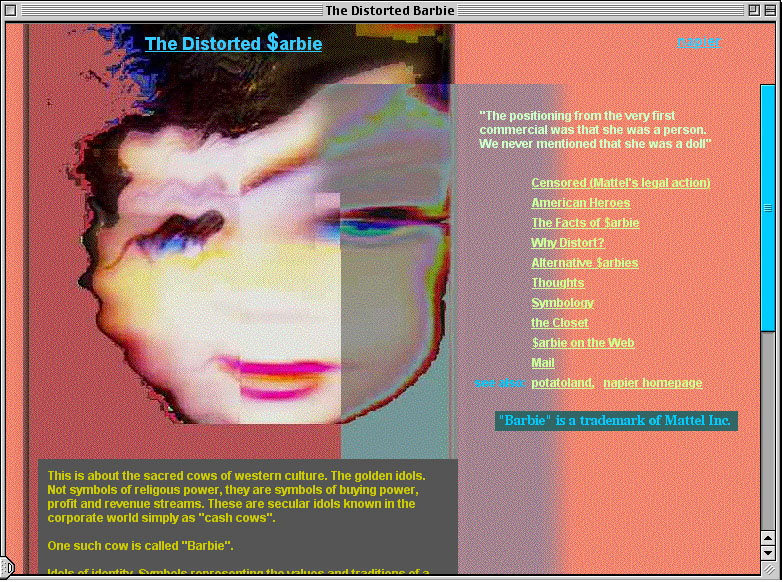 The Distorted Barbie
The Distorted $arbie
napier
"The positioning from the very first
commercial was that she was a person.
We never mentioned that she was a doll"
Censored (Mattel's legal action)
American Heroes
The Facts of $arbie
Why Distort?
Alternative $arbies
Thoughts
Symbology
the Closet
$arbie on the Web
Mail
see also: potatoland, napier homepage
"Barbie" is a trademark of Mattel Inc.
This is about the sacred cows of western culture. The golden idols.
Not symbols of religous power, they are symbols of buying power,
profit and revenue streams. These are secular idols known in the
corporate world simply as "cash cows".
One such cow is called "Barbie".
Idols of identity. Symbols representing the values and traditions of a